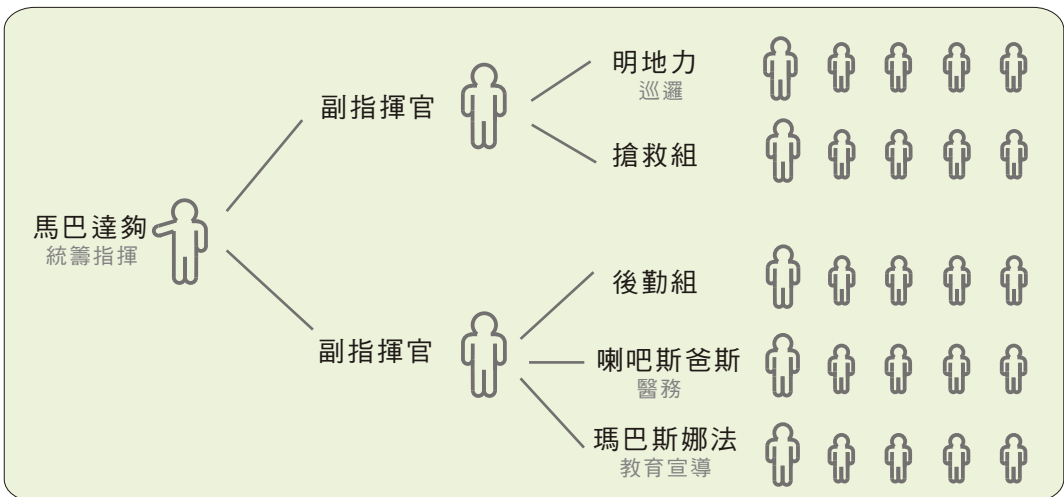 馬巴達夠
統籌指揮
副指揮官
明地力
巡邏
搶救組
副指揮官
後勤組
喇吧斯爸斯
醫務
瑪巴斯娜法
教育宣導